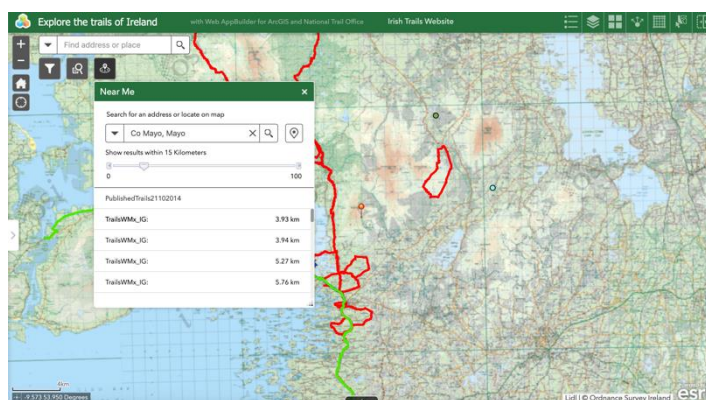 Explore the trails of Ireland
with Web AppBuilder for ArcGIS and National Trail Office
Irish Trails Website
Find address or place
Near Me
Search for an address or locate on map
Co Mayo, Mayo
Show results within 15 Kilometers
0
100
PublishedTrails21102014
TrailsWMx_IG: 3.93 km
TrailsWMx_IG: 3.94 km
TrailsWMx_IG: 5.27 km
TrailsWMx_IG: 5.76 km
4km
-9.573 53.950 Degrees
Lidl | © Ordnance Survey Ireland
esri